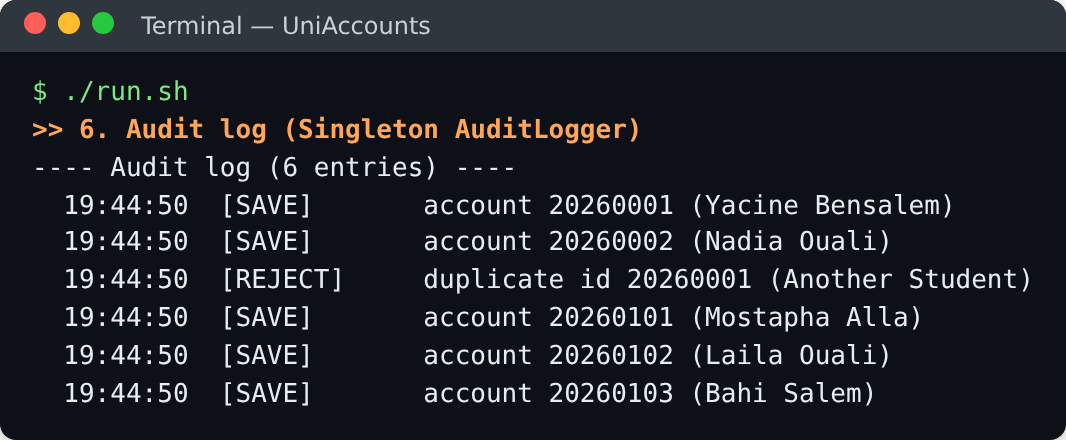 Terminal — UniAccounts
$ ./run.sh
>> 6. Audit log (Singleton AuditLogger)
---- Audit log (6 entries) ----
19:44:50  [SAVE]       account 20260001 (Yacine Bensalem)
19:44:50  [SAVE]       account 20260002 (Nadia Ouali)
19:44:50  [REJECT]     duplicate id 20260001 (Another Student)
19:44:50  [SAVE]       account 20260101 (Mostapha Alla)
19:44:50  [SAVE]       account 20260102 (Laila Ouali)
19:44:50  [SAVE]       account 20260103 (Bahi Salem)